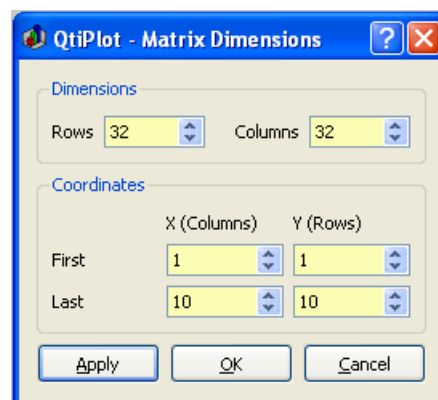 QtiPlot - Matrix Dimensions
Dimensions
Rows 32 Columns 32
Coordinates
X (Columns) Y (Rows)
First 1 1
Last 10 10
Apply OK Cancel